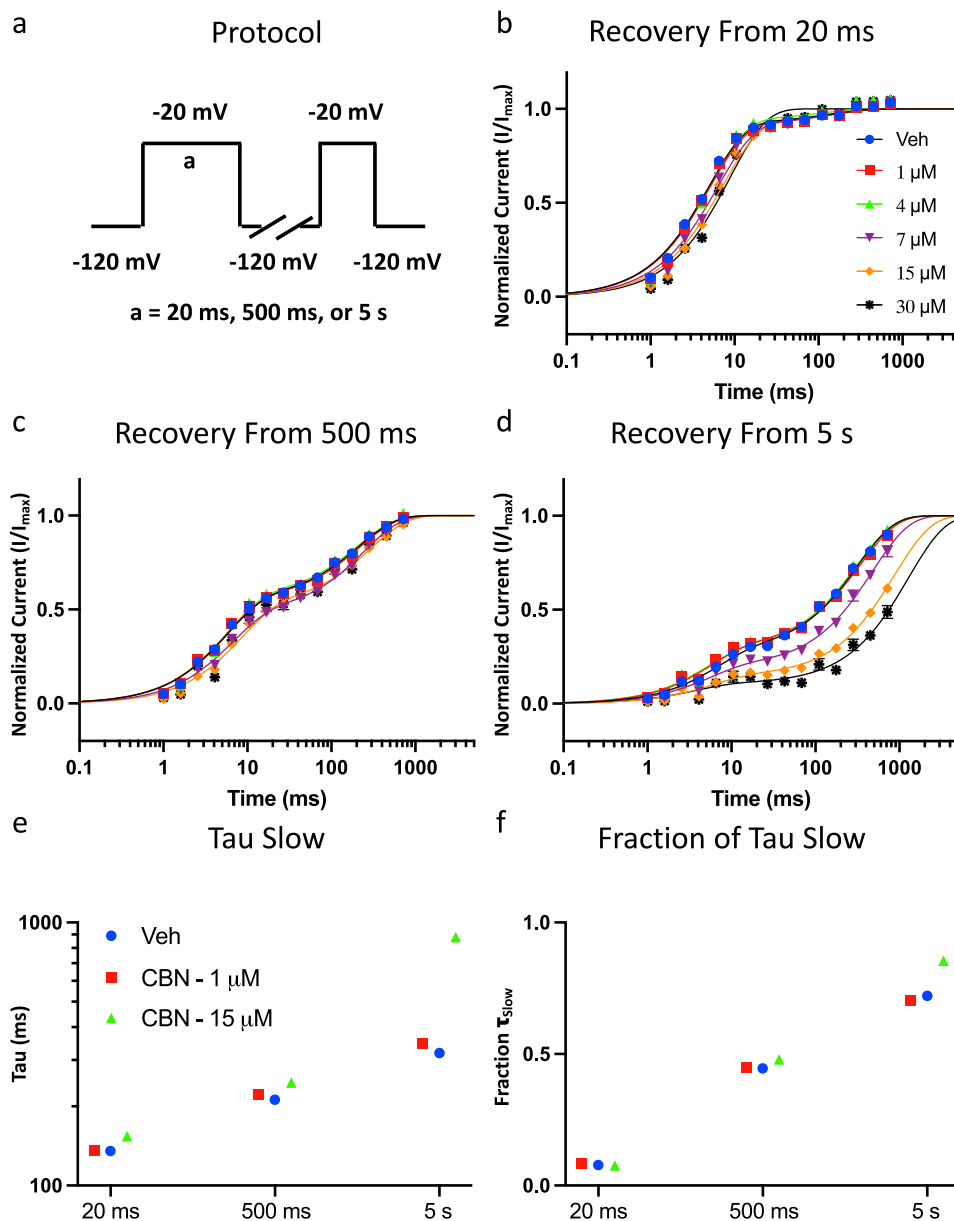 a
Protocol
-20 mV
-20 mV
a
-120 mV
-120 mV
-120 mV
a = 20 ms, 500 ms, or 5 s
b
Recovery From 20 ms
Normalized Current (I/Imax)
1.0
0.5
0.0
0.1
1
10
100
1000
Time (ms)
Veh
1 µM
4 µM
7 µM
15 µM
30 µM
c
Recovery From 500 ms
Normalized Current (I/Imax)
1.0
0.5
0.0
0.1
1
10
100
1000
Time (ms)
d
Recovery From 5 s
Normalized Current (I/Imax)
1.0
0.5
0.0
0.1
1
10
100
1000
Time (ms)
e
Tau Slow
Tau (ms)
1000
100
Veh
CBN - 1 µM
CBN - 15 µM
20 ms
500 ms
5 s
f
Fraction of Tau Slow
Fraction τSlow
1.0
0.5
0.0
20 ms
500 ms
5 s